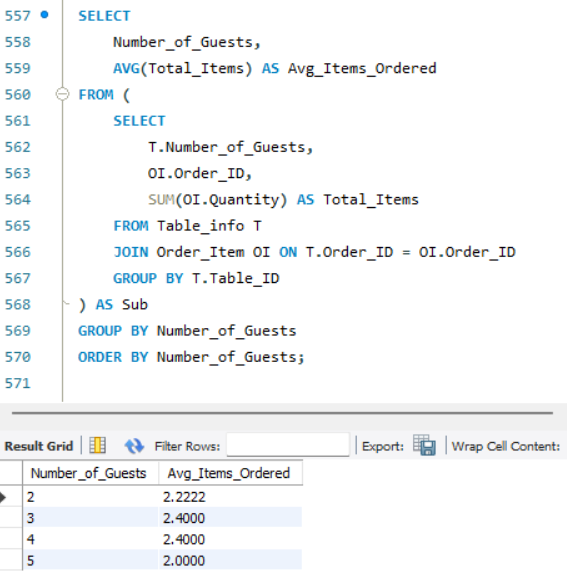 557 SELECT
558 Number_of_Guests,
559 AVG(Total_Items) AS Avg_Items_Ordered
560 FROM (
561 SELECT
562 T.Number_of_Guests,
563 OI.Order_ID,
564 SUM(OI.Quantity) AS Total_Items
565 FROM Table_info T
566 JOIN Order_Item OI ON T.Order_ID = OI.Order_ID
567 GROUP BY T.Table_ID
568 ) AS Sub
569 GROUP BY Number_of_Guests
570 ORDER BY Number_of_Guests;
571
Result Grid Filter Rows: Export: Wrap Cell Content:
Number_of_Guests Avg_Items_Ordered
2 2.2222
3 2.4000
4 2.4000
5 2.0000